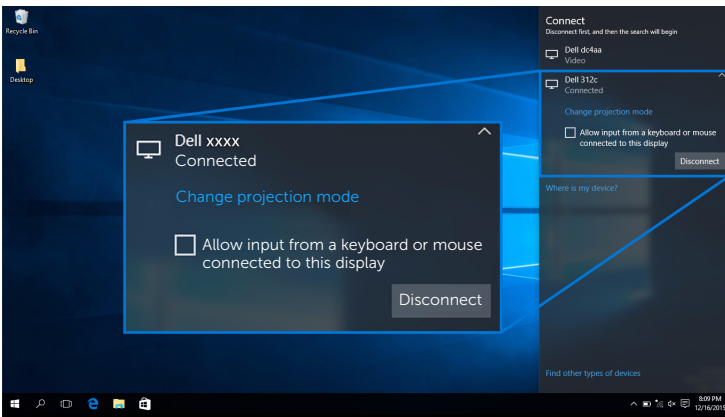 Recycle Bin
Desktop
Connect
Disconnect first, and then the search will begin
Dell dc4aa
Video
Dell 312c
Connected
Change projection mode
Allow input from a keyboard or mouse
connected to this display
Disconnect
Where is my device?
Dell xxxx
Connected
Change projection mode
Allow input from a keyboard or mouse
connected to this display
Disconnect
Find other types of devices
8:09 PM
12/16/2015